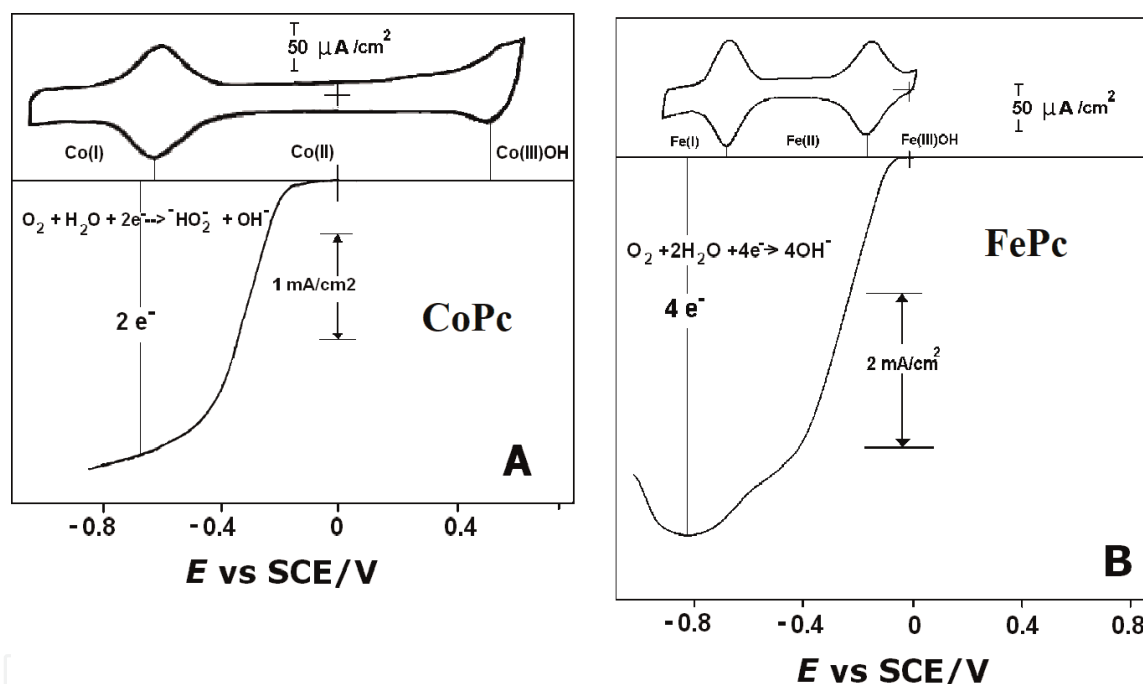 50 μA/cm²
Co(I) Co(II) Co(III)OH
O₂ + H₂O + 2e⁻--> ⁻HO₂⁻ + OH⁻
1 mA/cm2
2 e⁻
CoPc
A
-0.8 -0.4 0 0.4
E vs SCE/V
50 μA/cm²
Fe(I) Fe(II) Fe(III)OH
O₂ +2H₂O +4e⁻> 4OH⁻
FePc
4 e⁻
2 mA/cm²
B
-0.8 -0.4 0 0.4 0.8
E vs SCE/V